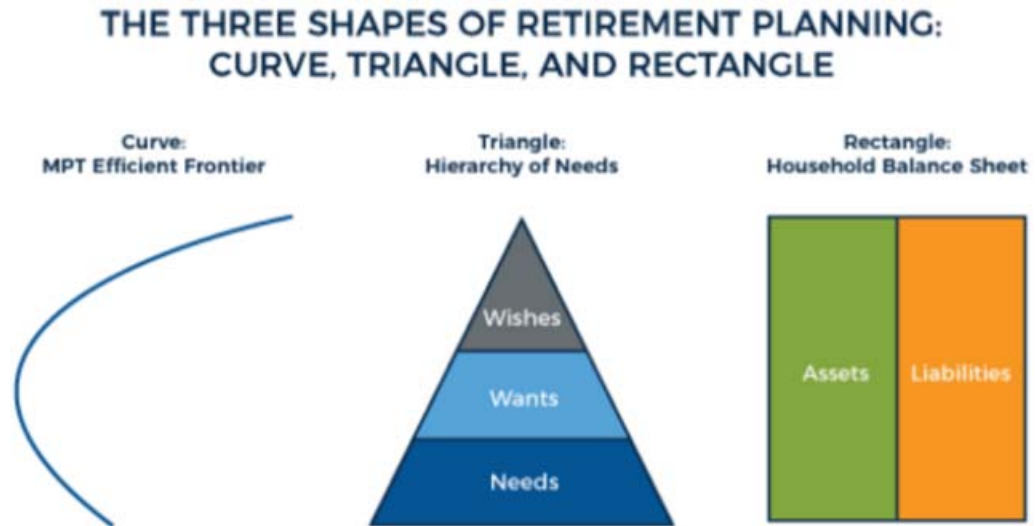 THE THREE SHAPES OF RETIREMENT PLANNING:
CURVE, TRIANGLE, AND RECTANGLE
Curve:
MPT Efficient Frontier
Triangle:
Hierarchy of Needs
Rectangle:
Household Balance Sheet
Wishes
Wants
Needs
Assets
Liabilities